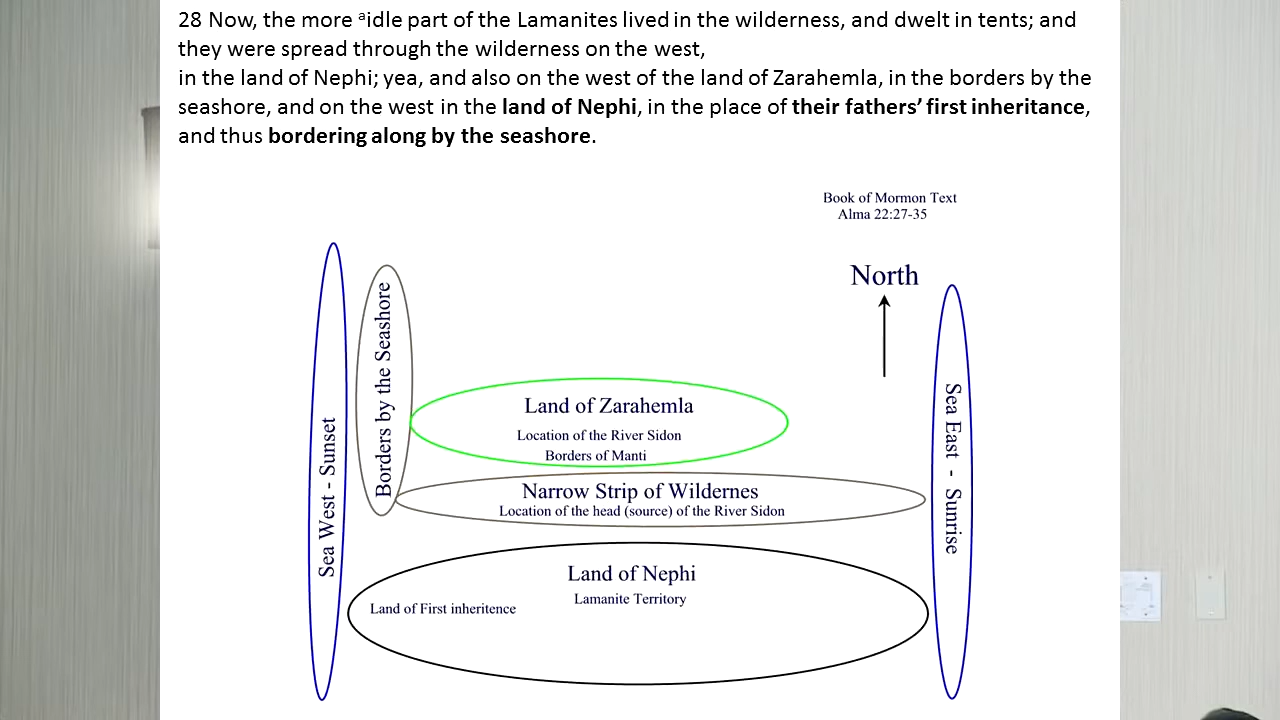 28 Now, the more ᵃidle part of the Lamanites lived in the wilderness, and dwelt in tents; and
they were spread through the wilderness on the west,
in the land of Nephi; yea, and also on the west of the land of Zarahemla, in the borders by the
seashore, and on the west in the land of Nephi, in the place of their fathers’ first inheritance,
and thus bordering along by the seashore.
Book of Mormon Text
Alma 22:27-35
North
Sea West - Sunset
Borders by the Seashore
Land of Zarahemla
Location of the River Sidon
Borders of Manti
Narrow Strip of Wildernes
Location of the head (source) of the River Sidon
Land of Nephi
Lamanite Territory
Land of First inheritence
Sea East - Sunrise